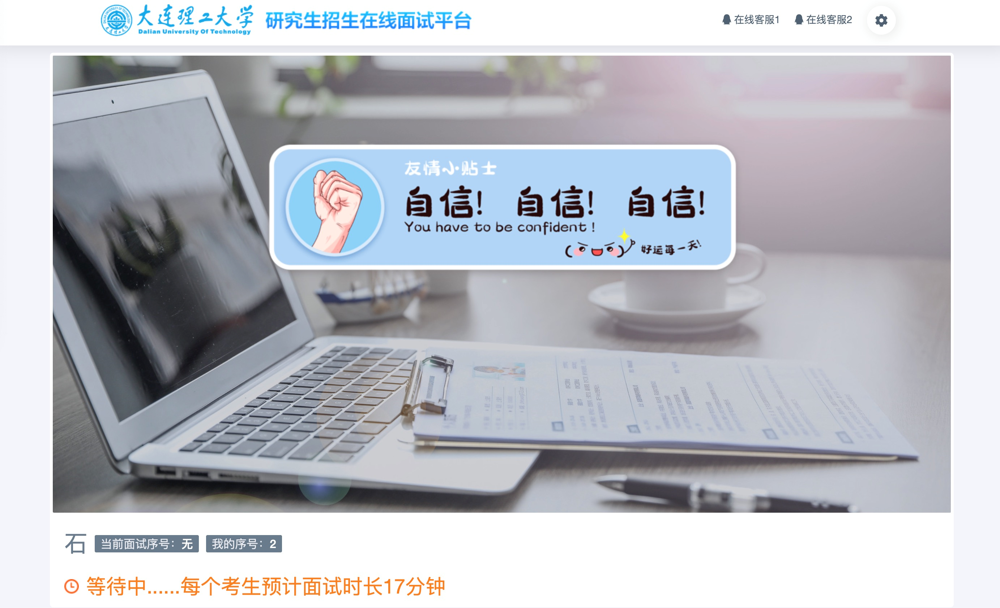 大连理工大学
Dalian University Of Technology
研究生招生在线面试平台
在线客服1
在线客服2
友情小贴士
自信! 自信! 自信!
You have to be confident !
好运每一天!
石
当前面试序号：无
我的序号：2
等待中......每个考生预计面试时长17分钟